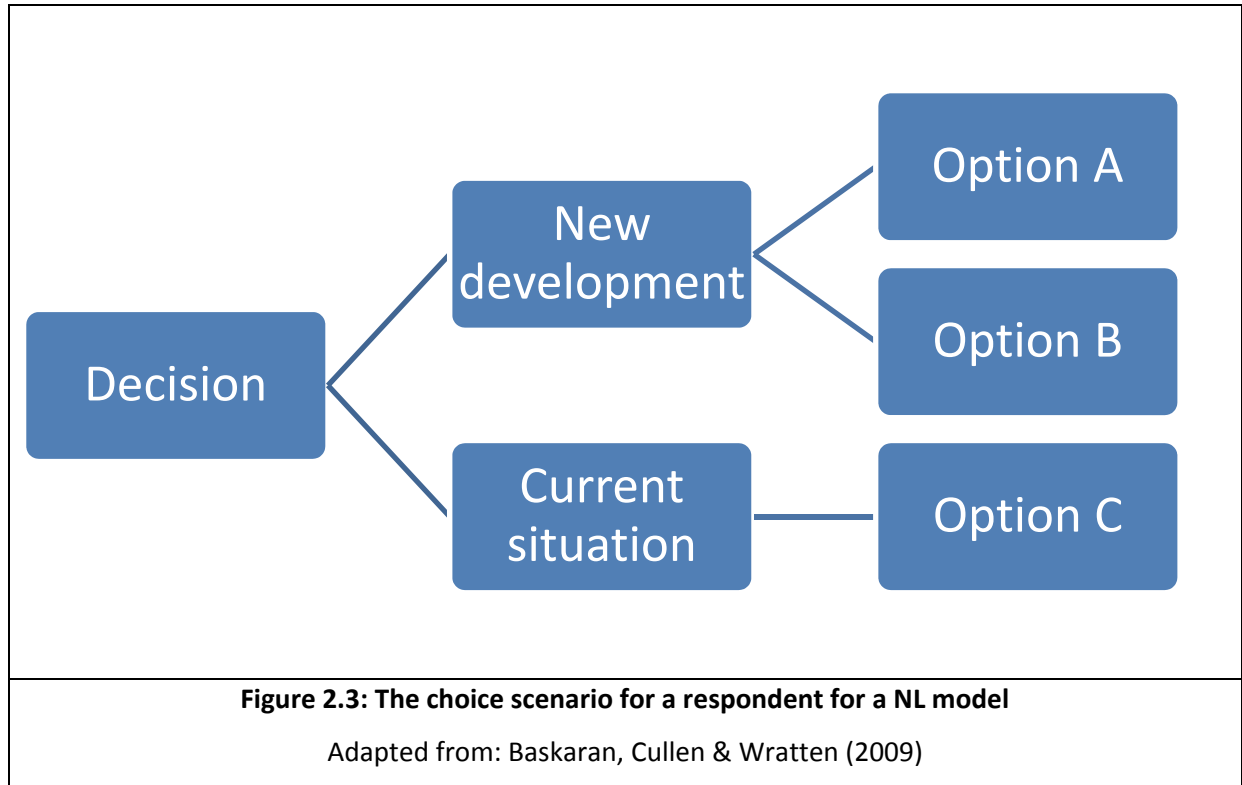 Decision
New
development
Current
situation
Option A
Option B
Option C
Figure 2.3: The choice scenario for a respondent for a NL model
Adapted from: Baskaran, Cullen & Wratten (2009)